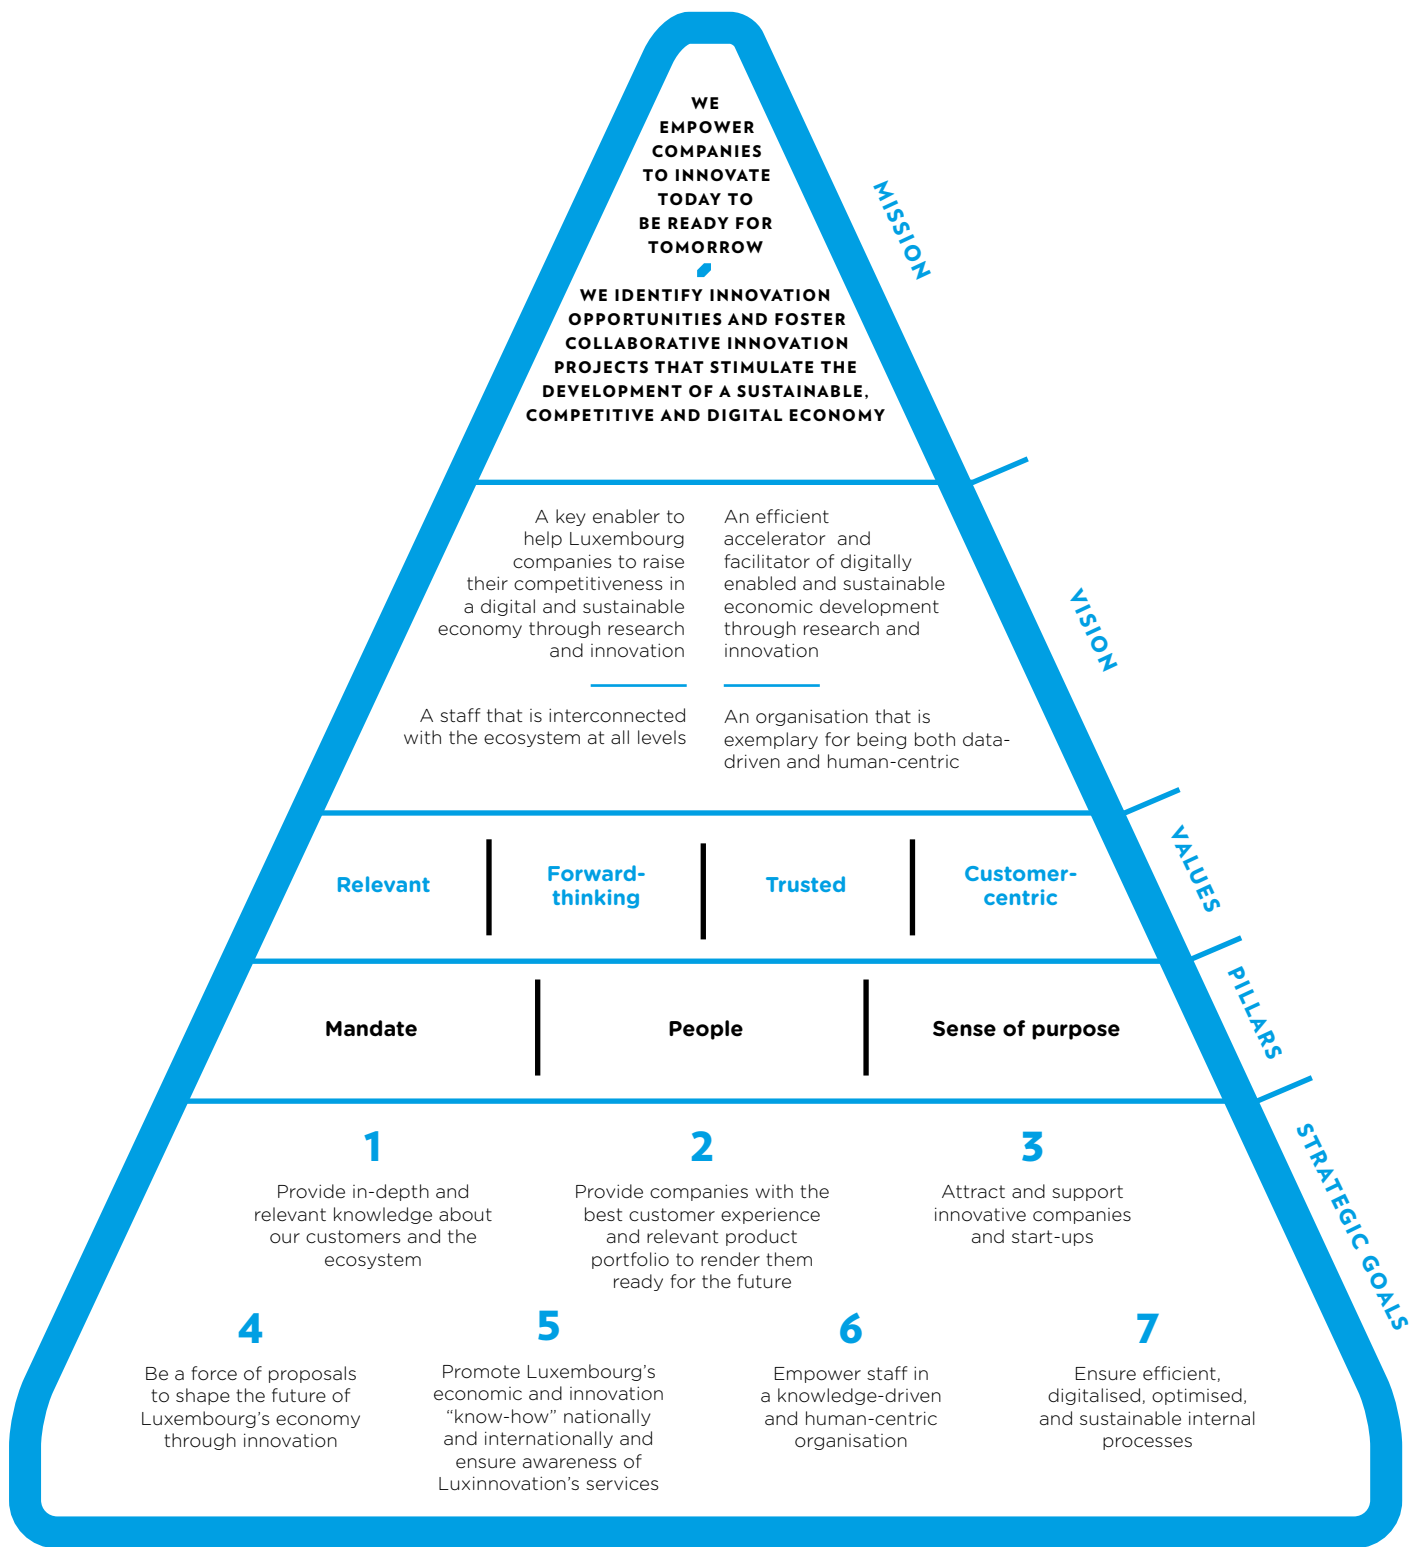 WE
EMPOWER
COMPANIES
TO INNOVATE
TODAY TO
BE READY FOR
TOMORROW
WE IDENTIFY INNOVATION
OPPORTUNITIES AND FOSTER
COLLABORATIVE INNOVATION
PROJECTS THAT STIMULATE THE
DEVELOPMENT OF A SUSTAINABLE,
COMPETITIVE AND DIGITAL ECONOMY
MISSION
A key enabler to
help Luxembourg
companies to raise
their competitiveness in
a digital and sustainable
economy through research
and innovation
An efficient
accelerator and
facilitator of digitally
enabled and sustainable
economic development
through research and
innovation
A staff that is interconnected
with the ecosystem at all levels
An organisation that is
exemplary for being both data-
driven and human-centric
VISION
Relevant
Forward-
thinking
Trusted
Customer-
centric
VALUES
Mandate
People
Sense of purpose
PILLARS
1
Provide in-depth and
relevant knowledge about
our customers and the
ecosystem
2
Provide companies with the
best customer experience
and relevant product
portfolio to render them
ready for the future
3
Attract and support
innovative companies
and start-ups
STRATEGIC GOALS
4
Be a force of proposals
to shape the future of
Luxembourg's economy
through innovation
5
Promote Luxembourg's
economic and innovation
“know-how” nationally
and internationally and
ensure awareness of
Luxinnovation's services
6
Empower staff in
a knowledge-driven
and human-centric
organisation
7
Ensure efficient,
digitalised, optimised,
and sustainable internal
processes